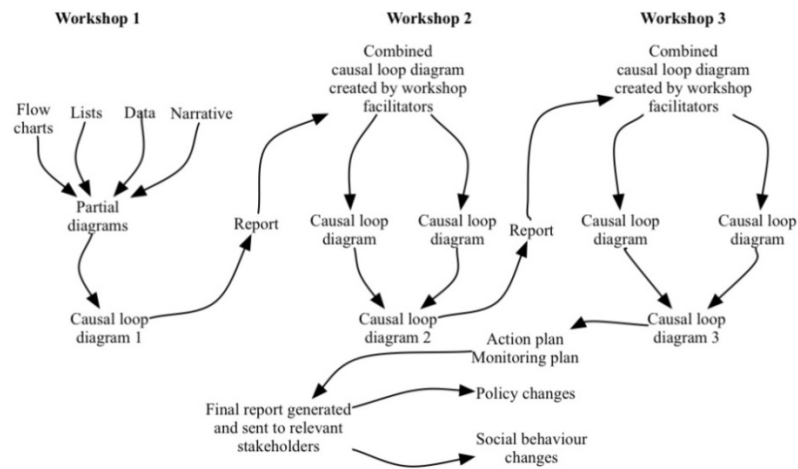 Workshop 1
Workshop 2
Workshop 3
Flow
charts
Lists
Data
Narrative
Partial
diagrams
Causal loop
diagram 1
Report
Combined
causal loop diagram
created by workshop
facilitators
Causal loop
diagram
Causal loop
diagram
Causal loop
diagram 2
Report
Combined
causal loop diagram
created by workshop
facilitators
Causal loop
diagram
Causal loop
diagram
Causal loop
diagram 3
Action plan
Monitoring plan
Final report generated
and sent to relevant
stakeholders
Policy changes
Social behaviour
changes